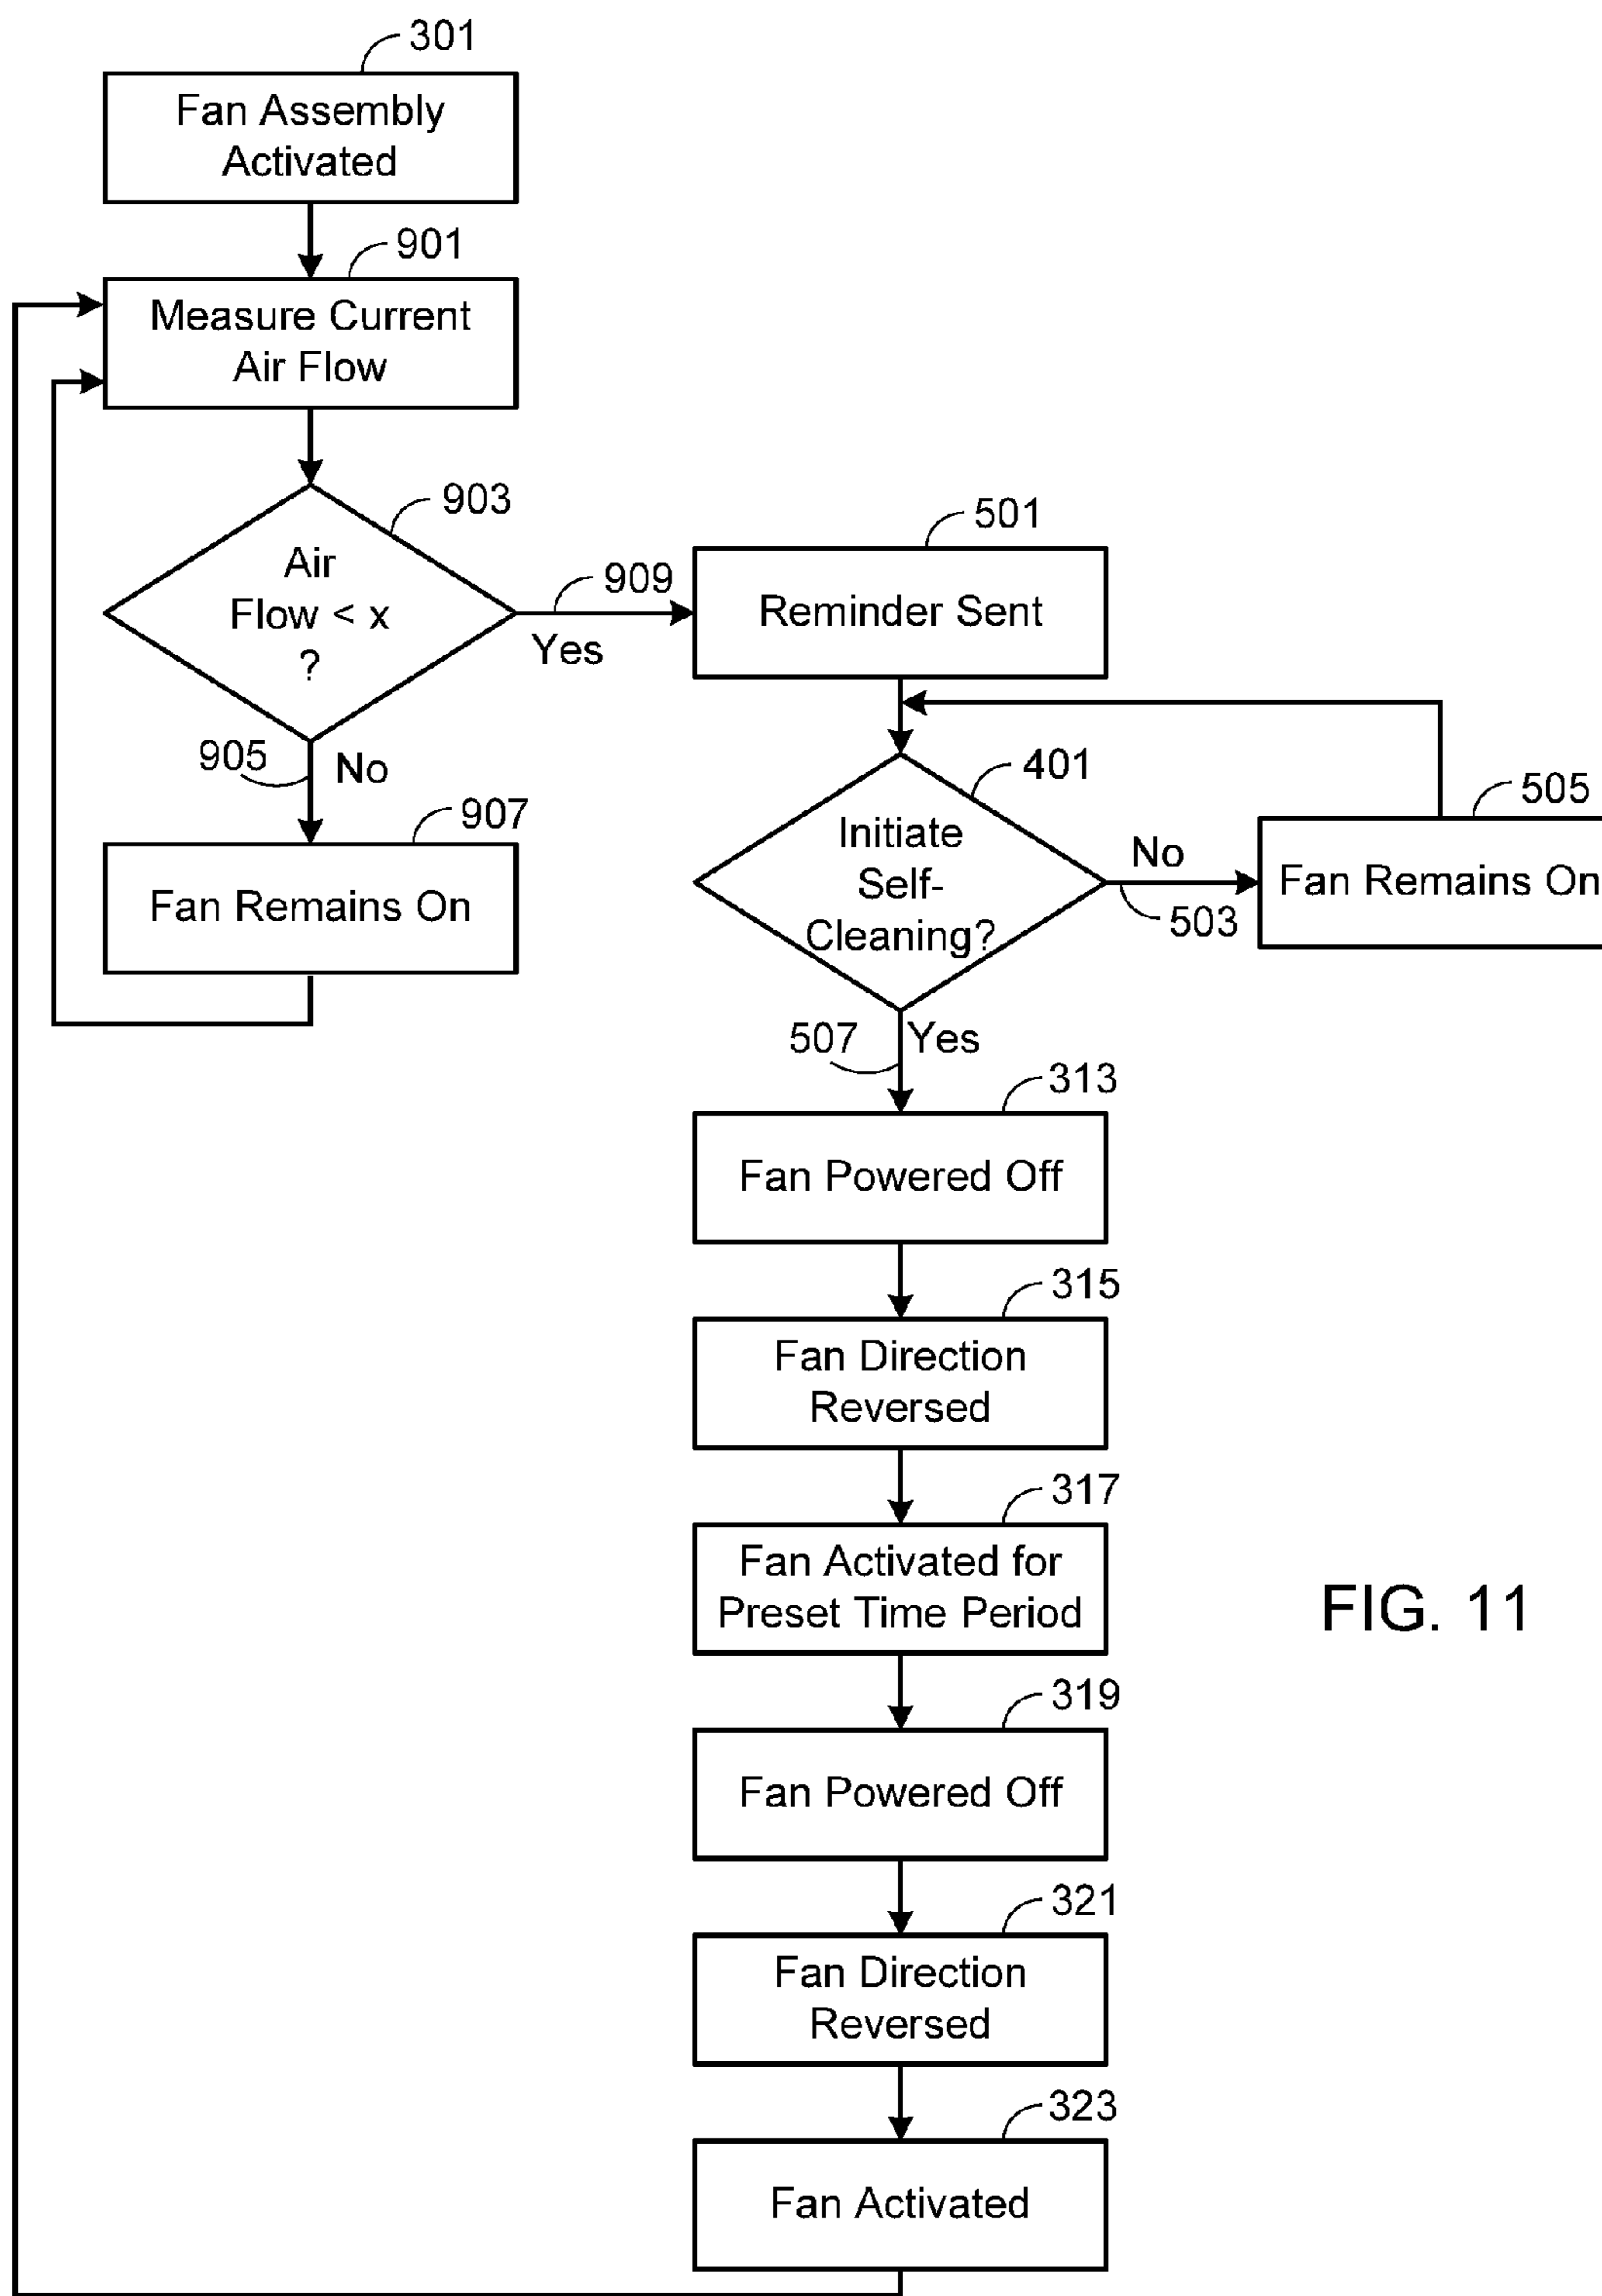 301
Fan Assembly
Activated
901
Measure Current
Air Flow
903
Air
Flow < x
?
909
Yes
905
No
907
Fan Remains On
501
Reminder Sent
401
Initiate
Self-
Cleaning?
No
503
505
Fan Remains On
507
Yes
313
Fan Powered Off
315
Fan Direction
Reversed
317
Fan Activated for
Preset Time Period
319
Fan Powered Off
321
Fan Direction
Reversed
323
Fan Activated
FIG. 11